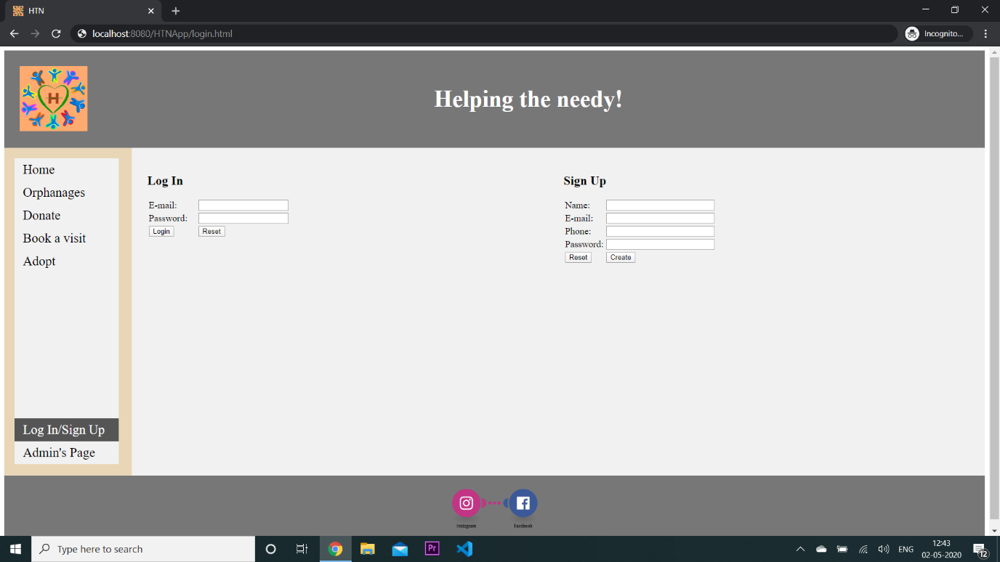 HTN
localhost:8080/HTNApp/login.html
Incognito...
H
Helping the needy!
Home
Orphanages
Donate
Book a visit
Adopt
Log In/Sign Up
Admin's Page
Log In
E-mail:
Password:
Login Reset
Sign Up
Name:
E-mail:
Phone:
Password:
Reset Create
Instagram Facebook
Type here to search
Pr
ENG
12:43
02-05-2020
12